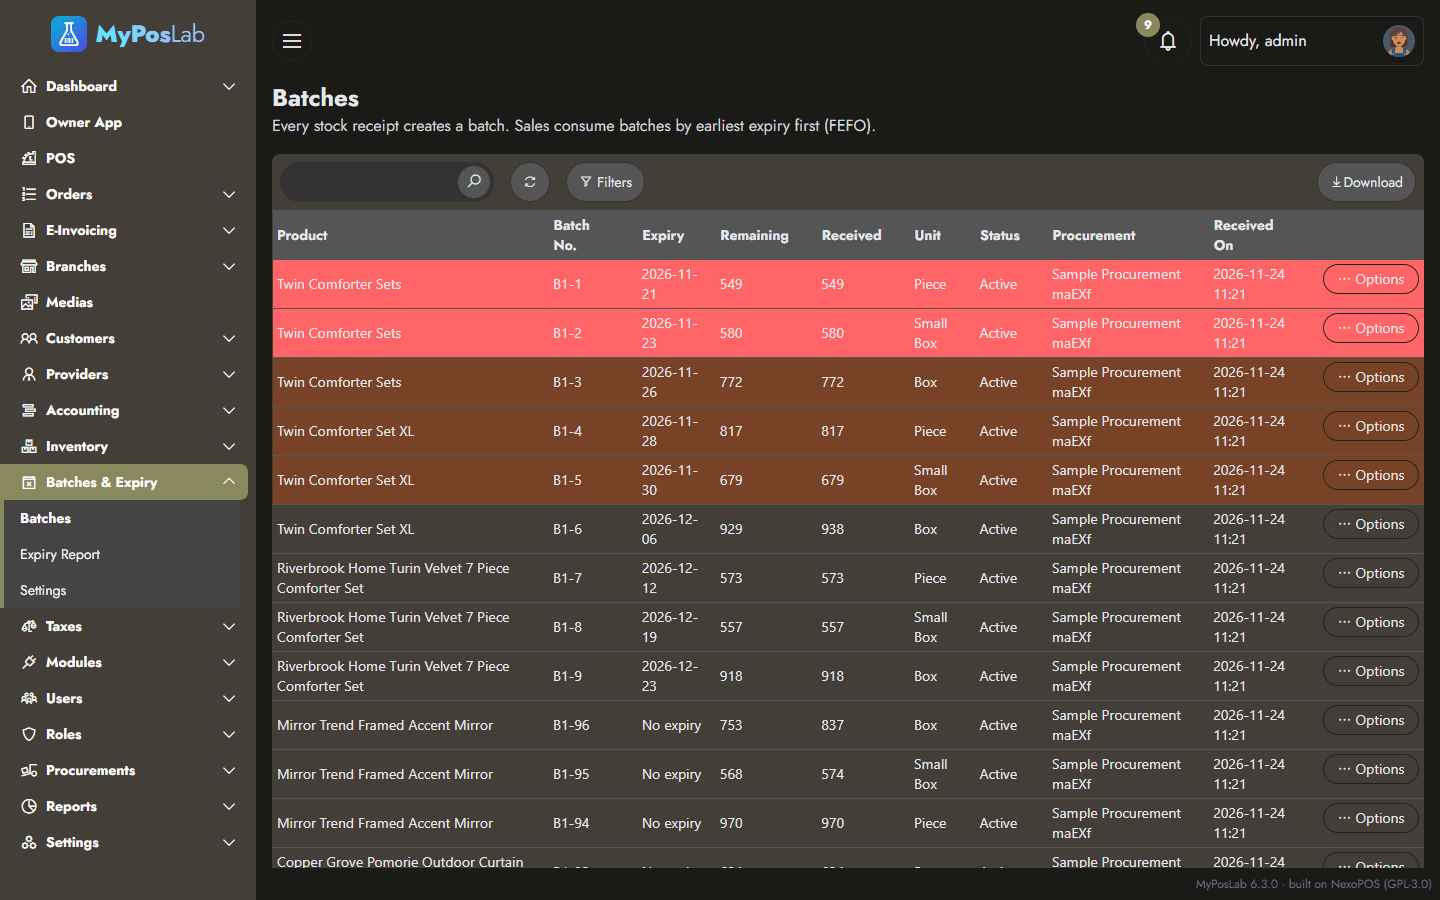 MyPosLab
Dashboard
Owner App
POS
Orders
E-Invoicing
Branches
Medias
Customers
Providers
Accounting
Inventory
Batches & Expiry
Batches
Expiry Report
Settings
Taxes
Modules
Users
Roles
Procurements
Reports
Settings
9
Howdy, admin
Batches
Every stock receipt creates a batch. Sales consume batches by earliest expiry first (FEFO).
Filters
Download
Product Batch No. Expiry Remaining Received Unit Status Procurement Received On
Twin Comforter Sets B1-1 2026-11-21 549 549 Piece Active Sample Procurement maEXf 2026-11-24 11:21 ··· Options
Twin Comforter Sets B1-2 2026-11-23 580 580 Small Box Active Sample Procurement maEXf 2026-11-24 11:21 ··· Options
Twin Comforter Sets B1-3 2026-11-26 772 772 Box Active Sample Procurement maEXf 2026-11-24 11:21 ··· Options
Twin Comforter Set XL B1-4 2026-11-28 817 817 Piece Active Sample Procurement maEXf 2026-11-24 11:21 ··· Options
Twin Comforter Set XL B1-5 2026-11-30 679 679 Small Box Active Sample Procurement maEXf 2026-11-24 11:21 ··· Options
Twin Comforter Set XL B1-6 2026-12-06 929 938 Box Active Sample Procurement maEXf 2026-11-24 11:21 ··· Options
Riverbrook Home Turin Velvet 7 Piece Comforter Set B1-7 2026-12-12 573 573 Piece Active Sample Procurement maEXf 2026-11-24 11:21 ··· Options
Riverbrook Home Turin Velvet 7 Piece Comforter Set B1-8 2026-12-19 557 557 Small Box Active Sample Procurement maEXf 2026-11-24 11:21 ··· Options
Riverbrook Home Turin Velvet 7 Piece Comforter Set B1-9 2026-12-23 918 918 Box Active Sample Procurement maEXf 2026-11-24 11:21 ··· Options
Mirror Trend Framed Accent Mirror B1-96 No expiry 753 837 Box Active Sample Procurement maEXf 2026-11-24 11:21 ··· Options
Mirror Trend Framed Accent Mirror B1-95 No expiry 568 574 Small Box Active Sample Procurement maEXf 2026-11-24 11:21 ··· Options
Mirror Trend Framed Accent Mirror B1-94 No expiry 970 970 Piece Active Sample Procurement maEXf 2026-11-24 11:21 ··· Options
Copper Grove Pomorie Outdoor Curtain Sample Procurement 2026-11-24 Options
MyPosLab 6.3.0 · built on NexoPOS (GPL-3.0)